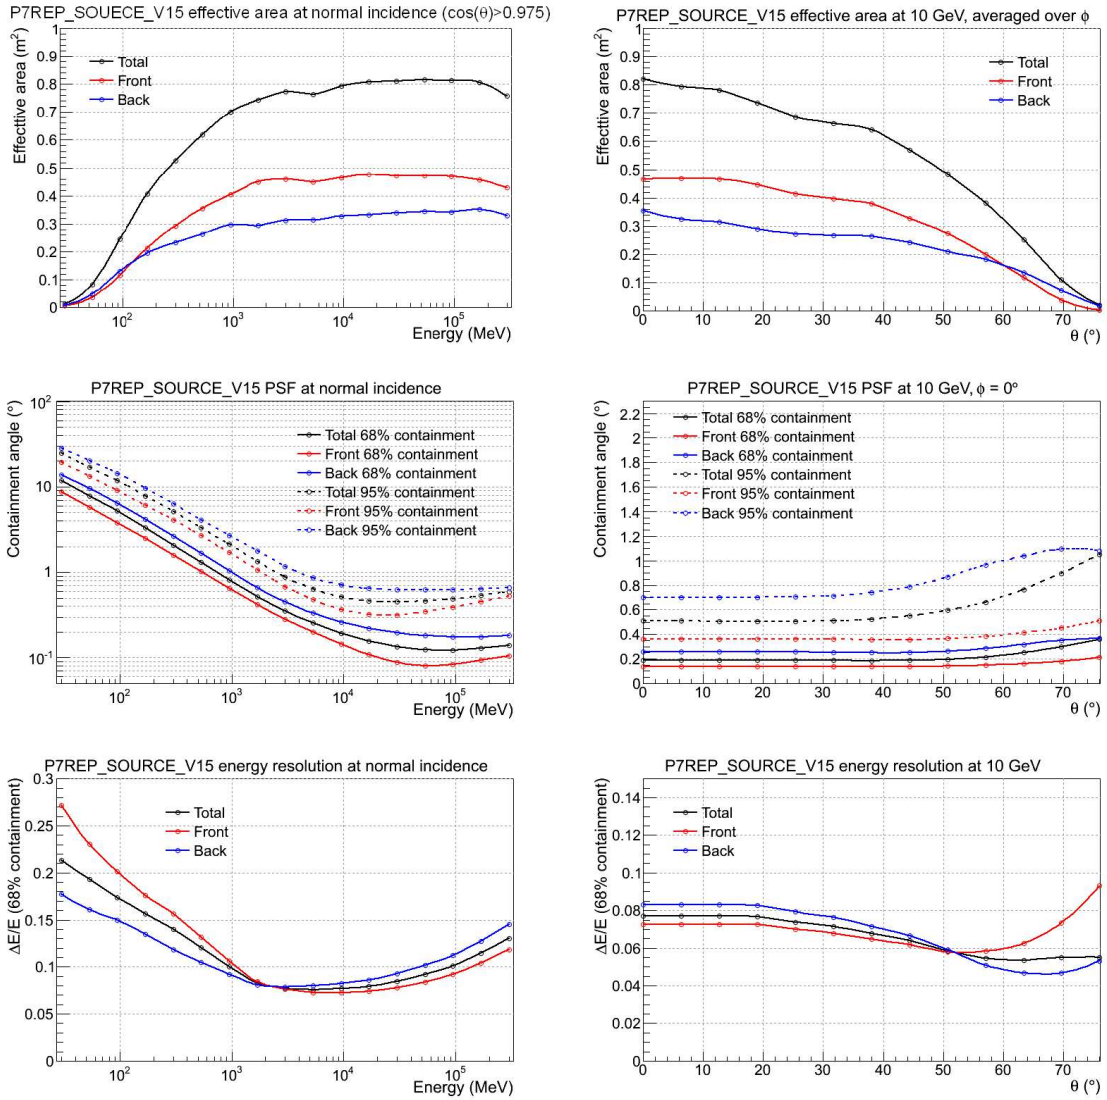 P7REP_SOUECE_V15 effective area at normal incidence (cos(θ)>0.975)
Effecttive area (m²)
1
0.9
0.8
0.7
0.6
0.5
0.4
0.3
0.2
0.1
0
Total
Front
Back
10² 10³ 10⁴ 10⁵
Energy (MeV)
P7REP_SOURCE_V15 effective area at 10 GeV, averaged over ϕ
Effecttive area (m²)
1
0.9
0.8
0.7
0.6
0.5
0.4
0.3
0.2
0.1
0
Total
Front
Back
0 10 20 30 40 50 60 70
θ (°)
P7REP_SOURCE_V15 PSF at normal incidence
Containment angle (°)
10²
10
1
10⁻¹
Total 68% containment
Front 68% containment
Back 68% containment
Total 95% containment
Front 95% containment
Back 95% containment
10² 10³ 10⁴ 10⁵
Energy (MeV)
P7REP_SOURCE_V15 PSF at 10 GeV, ϕ = 0°
Containment angle (°)
2.2
2
1.8
1.6
1.4
1.2
1
0.8
0.6
0.4
0.2
0
Total 68% containment
Front 68% containment
Back 68% containment
Total 95% containment
Front 95% containment
Back 95% containment
0 10 20 30 40 50 60 70
θ (°)
P7REP_SOURCE_V15 energy resolution at normal incidence
ΔE/E (68% containment)
0.3
0.25
0.2
0.15
0.1
0.05
0
Total
Front
Back
10² 10³ 10⁴ 10⁵
Energy (MeV)
P7REP_SOURCE_V15 energy resolution at 10 GeV
ΔE/E (68% containment)
0.14
0.12
0.1
0.08
0.06
0.04
0.02
0
Total
Front
Back
0 10 20 30 40 50 60 70
θ (°)